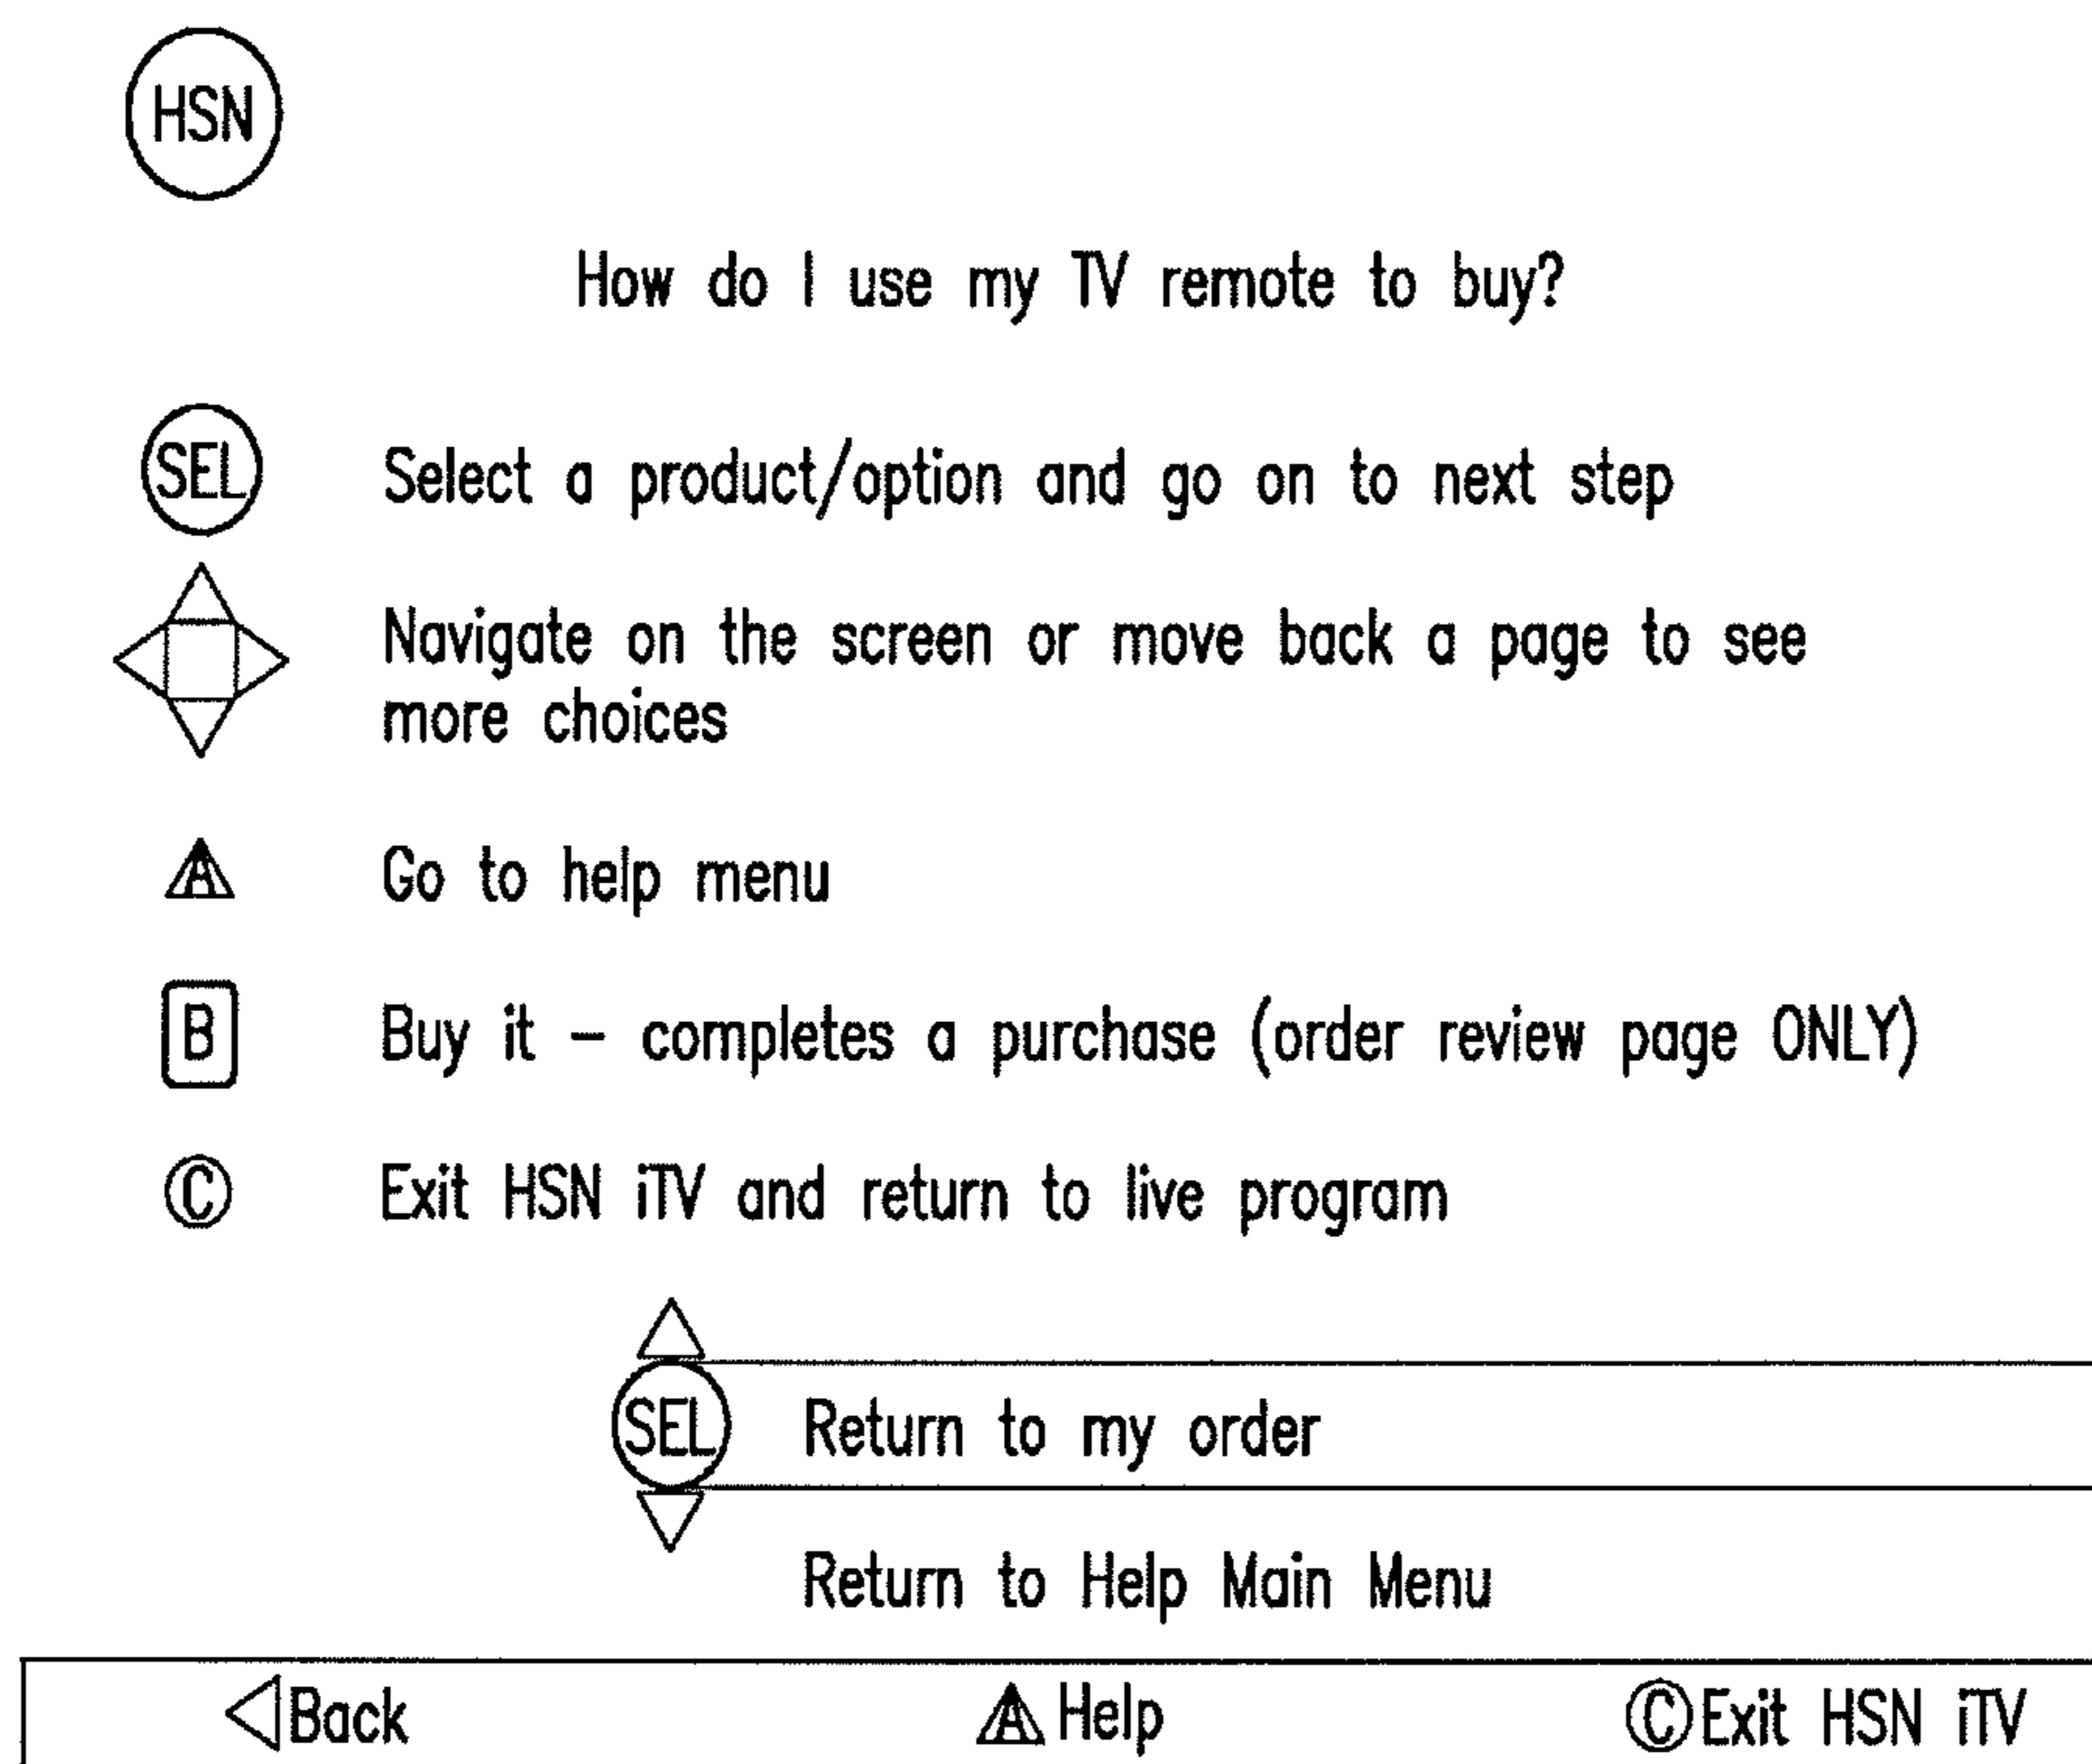 HSN
How do I use my TV remote to buy?
SEL Select a product/option and go on to next step
Navigate on the screen or move back a page to see
more choices
A Go to help menu
B Buy it – completes a purchase (order review page ONLY)
C Exit HSN iTV and return to live program
SEL Return to my order
Return to Help Main Menu
Back A Help C Exit HSN iTV